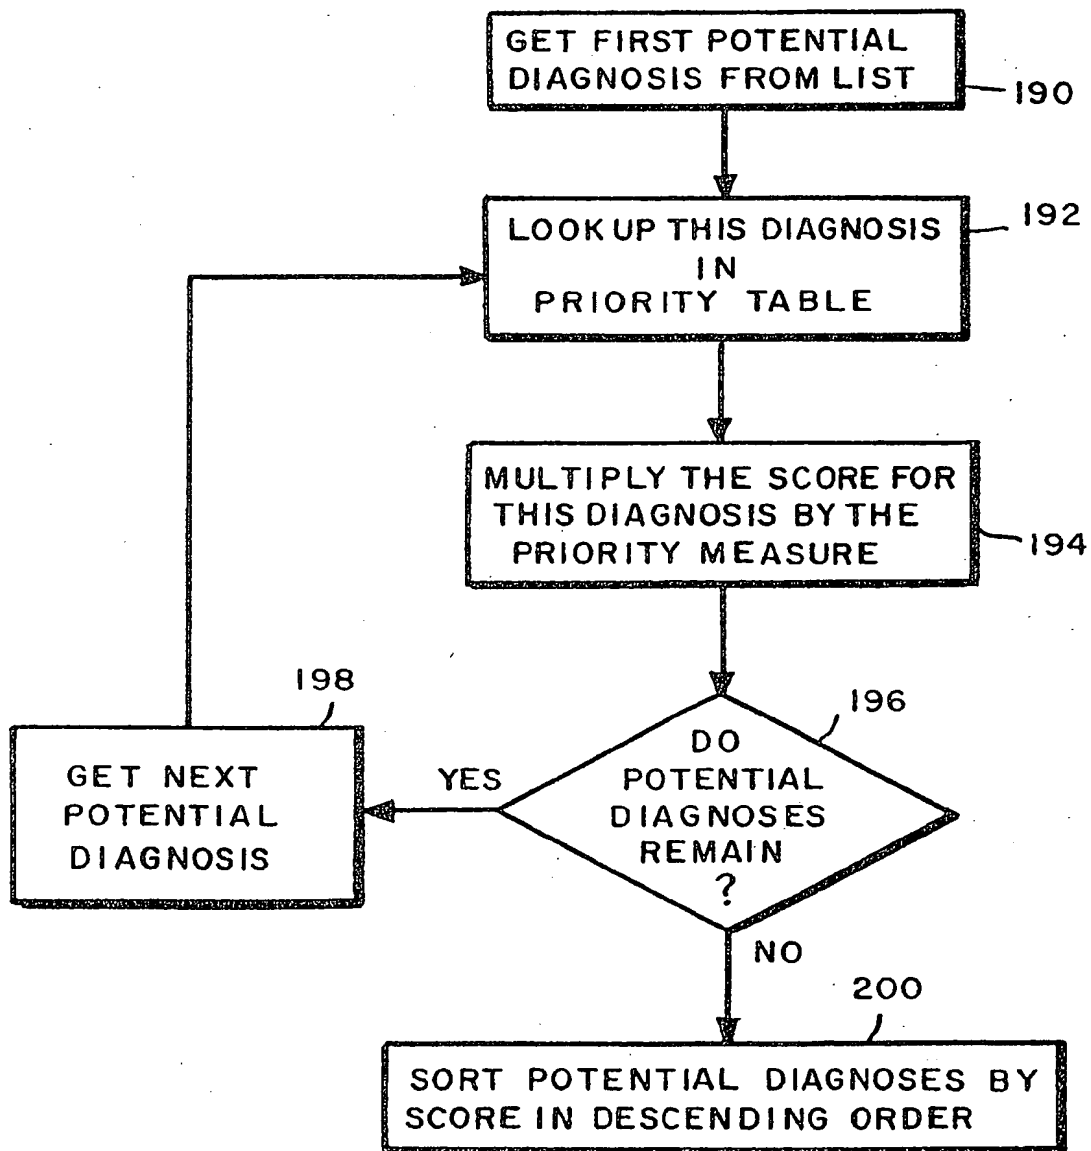 GET FIRST POTENTIAL
DIAGNOSIS FROM LIST
190
LOOK UP THIS DIAGNOSIS
IN
PRIORITY TABLE
192
MULTIPLY THE SCORE FOR
THIS DIAGNOSIS BY THE
PRIORITY MEASURE
194
DO
POTENTIAL
DIAGNOSES
REMAIN
?
196
YES
198
GET NEXT
POTENTIAL
DIAGNOSIS
NO
200
SORT POTENTIAL DIAGNOSES BY
SCORE IN DESCENDING ORDER